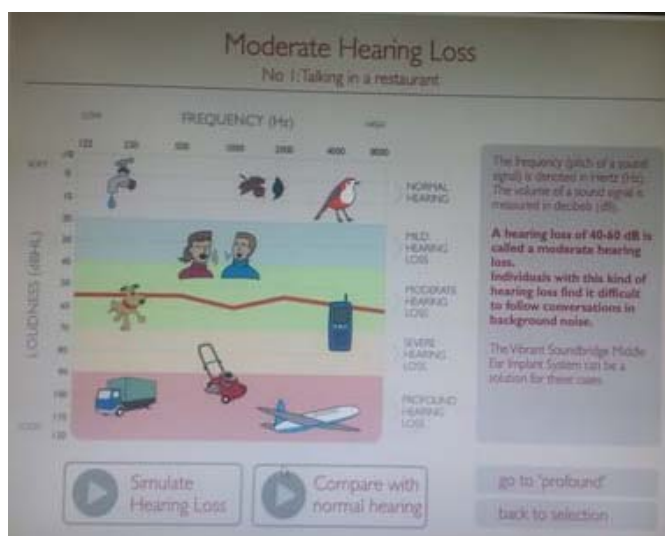 Moderate Hearing Loss
No 1: Talking in a restaurant
LOW
FREQUENCY (Hz)
HIGH
500 1000 2000 4000 8000
NORMAL
HEARING
MILD
HEARING
LOSS
MODERATE
HEARING
LOSS
SEVERE
HEARING
LOSS
PROFOUND
HEARING
LOSS
LOUDNESS (dBHL)
The frequency (pitch of a sound
signal) is denoted in Hertz (Hz).
The volume of a sound signal is
measured in decibels (dB).
A hearing loss of 40-60 dB is
called a moderate hearing
loss.
Individuals with this kind of
hearing loss find it difficult
to follow conversations in
background noise.
The Vibrant Soundbridge Middle
Ear Implant System can be a
solution for these cases
Simulate
Hearing Loss
Compare with
normal hearing
go to "profound"
back to selection